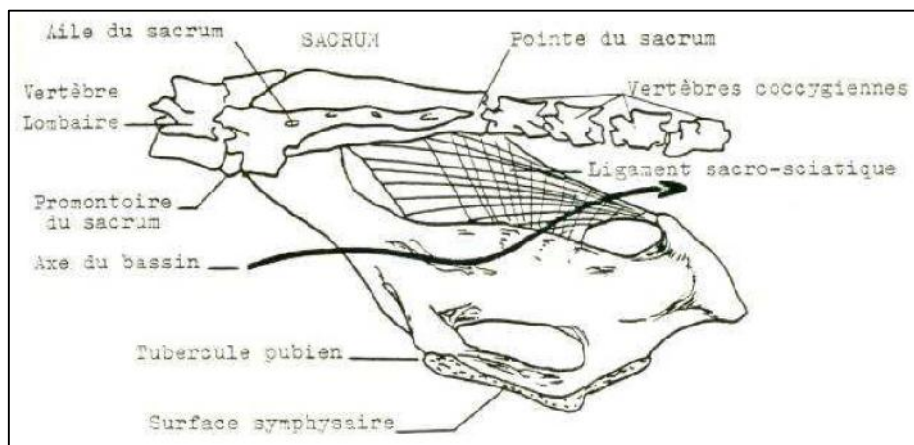 Aile du sacrum
SACRUM
Pointe du sacrum
Vertèbre
Lombaire
Vertèbres coccygiennes
Ligament sacro-sciatique
Promontoire
du sacrum
Axe du bassin
Tubercule pubien
Surface symphysaire